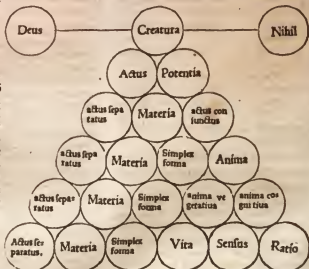 Deus
Creatura
Nihil
Actus
Potentia
actus ſepa
ratus
Materia
actus con
iunctus
actus ſepa
ratus
Materia
Simplex
forma
Anima
actus ſepa=
ratus
Materia
Simplex
forma
anima ve
getatiua
anima co=
gnitiua
Actus ſe=
paratus.
Materia
Simplex
forma
Vita
Senſus
Ratio